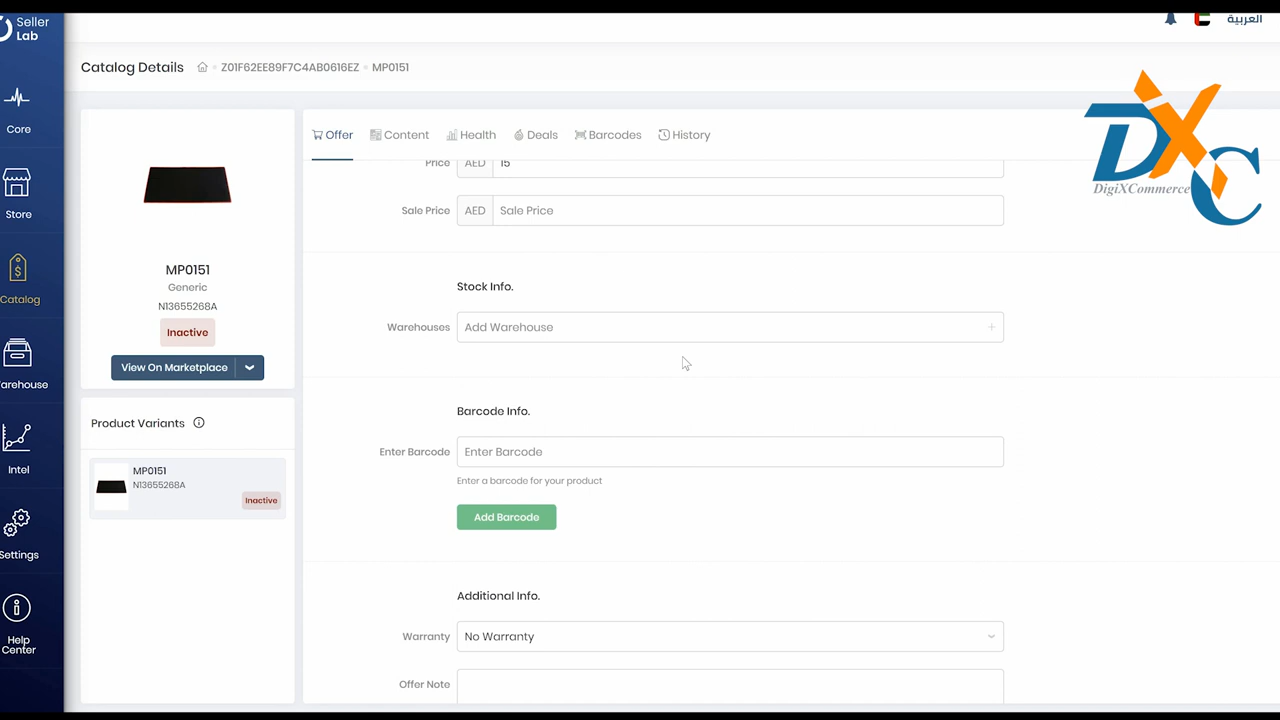 Seller
Lab
العربية
Catalog Details
Z01F62EE89F7C4AB0616EZ
MP0151
Core
Store
Catalog
arehouse
Intel
Settings
Help
Center
MP0151
Generic
N13655268A
Inactive
View On Marketplace
Product Variants
MP0151
N13655268A
Inactive
Offer
Content
Health
Deals
Barcodes
History
Price
AED
15
Sale Price
AED
Sale Price
Stock Info.
Warehouses
Add Warehouse
Barcode Info.
Enter Barcode
Enter Barcode
Enter a barcode for your product
Add Barcode
Additional Info.
Warranty
No Warranty
Offer Note
DXC
DigiXCommerce